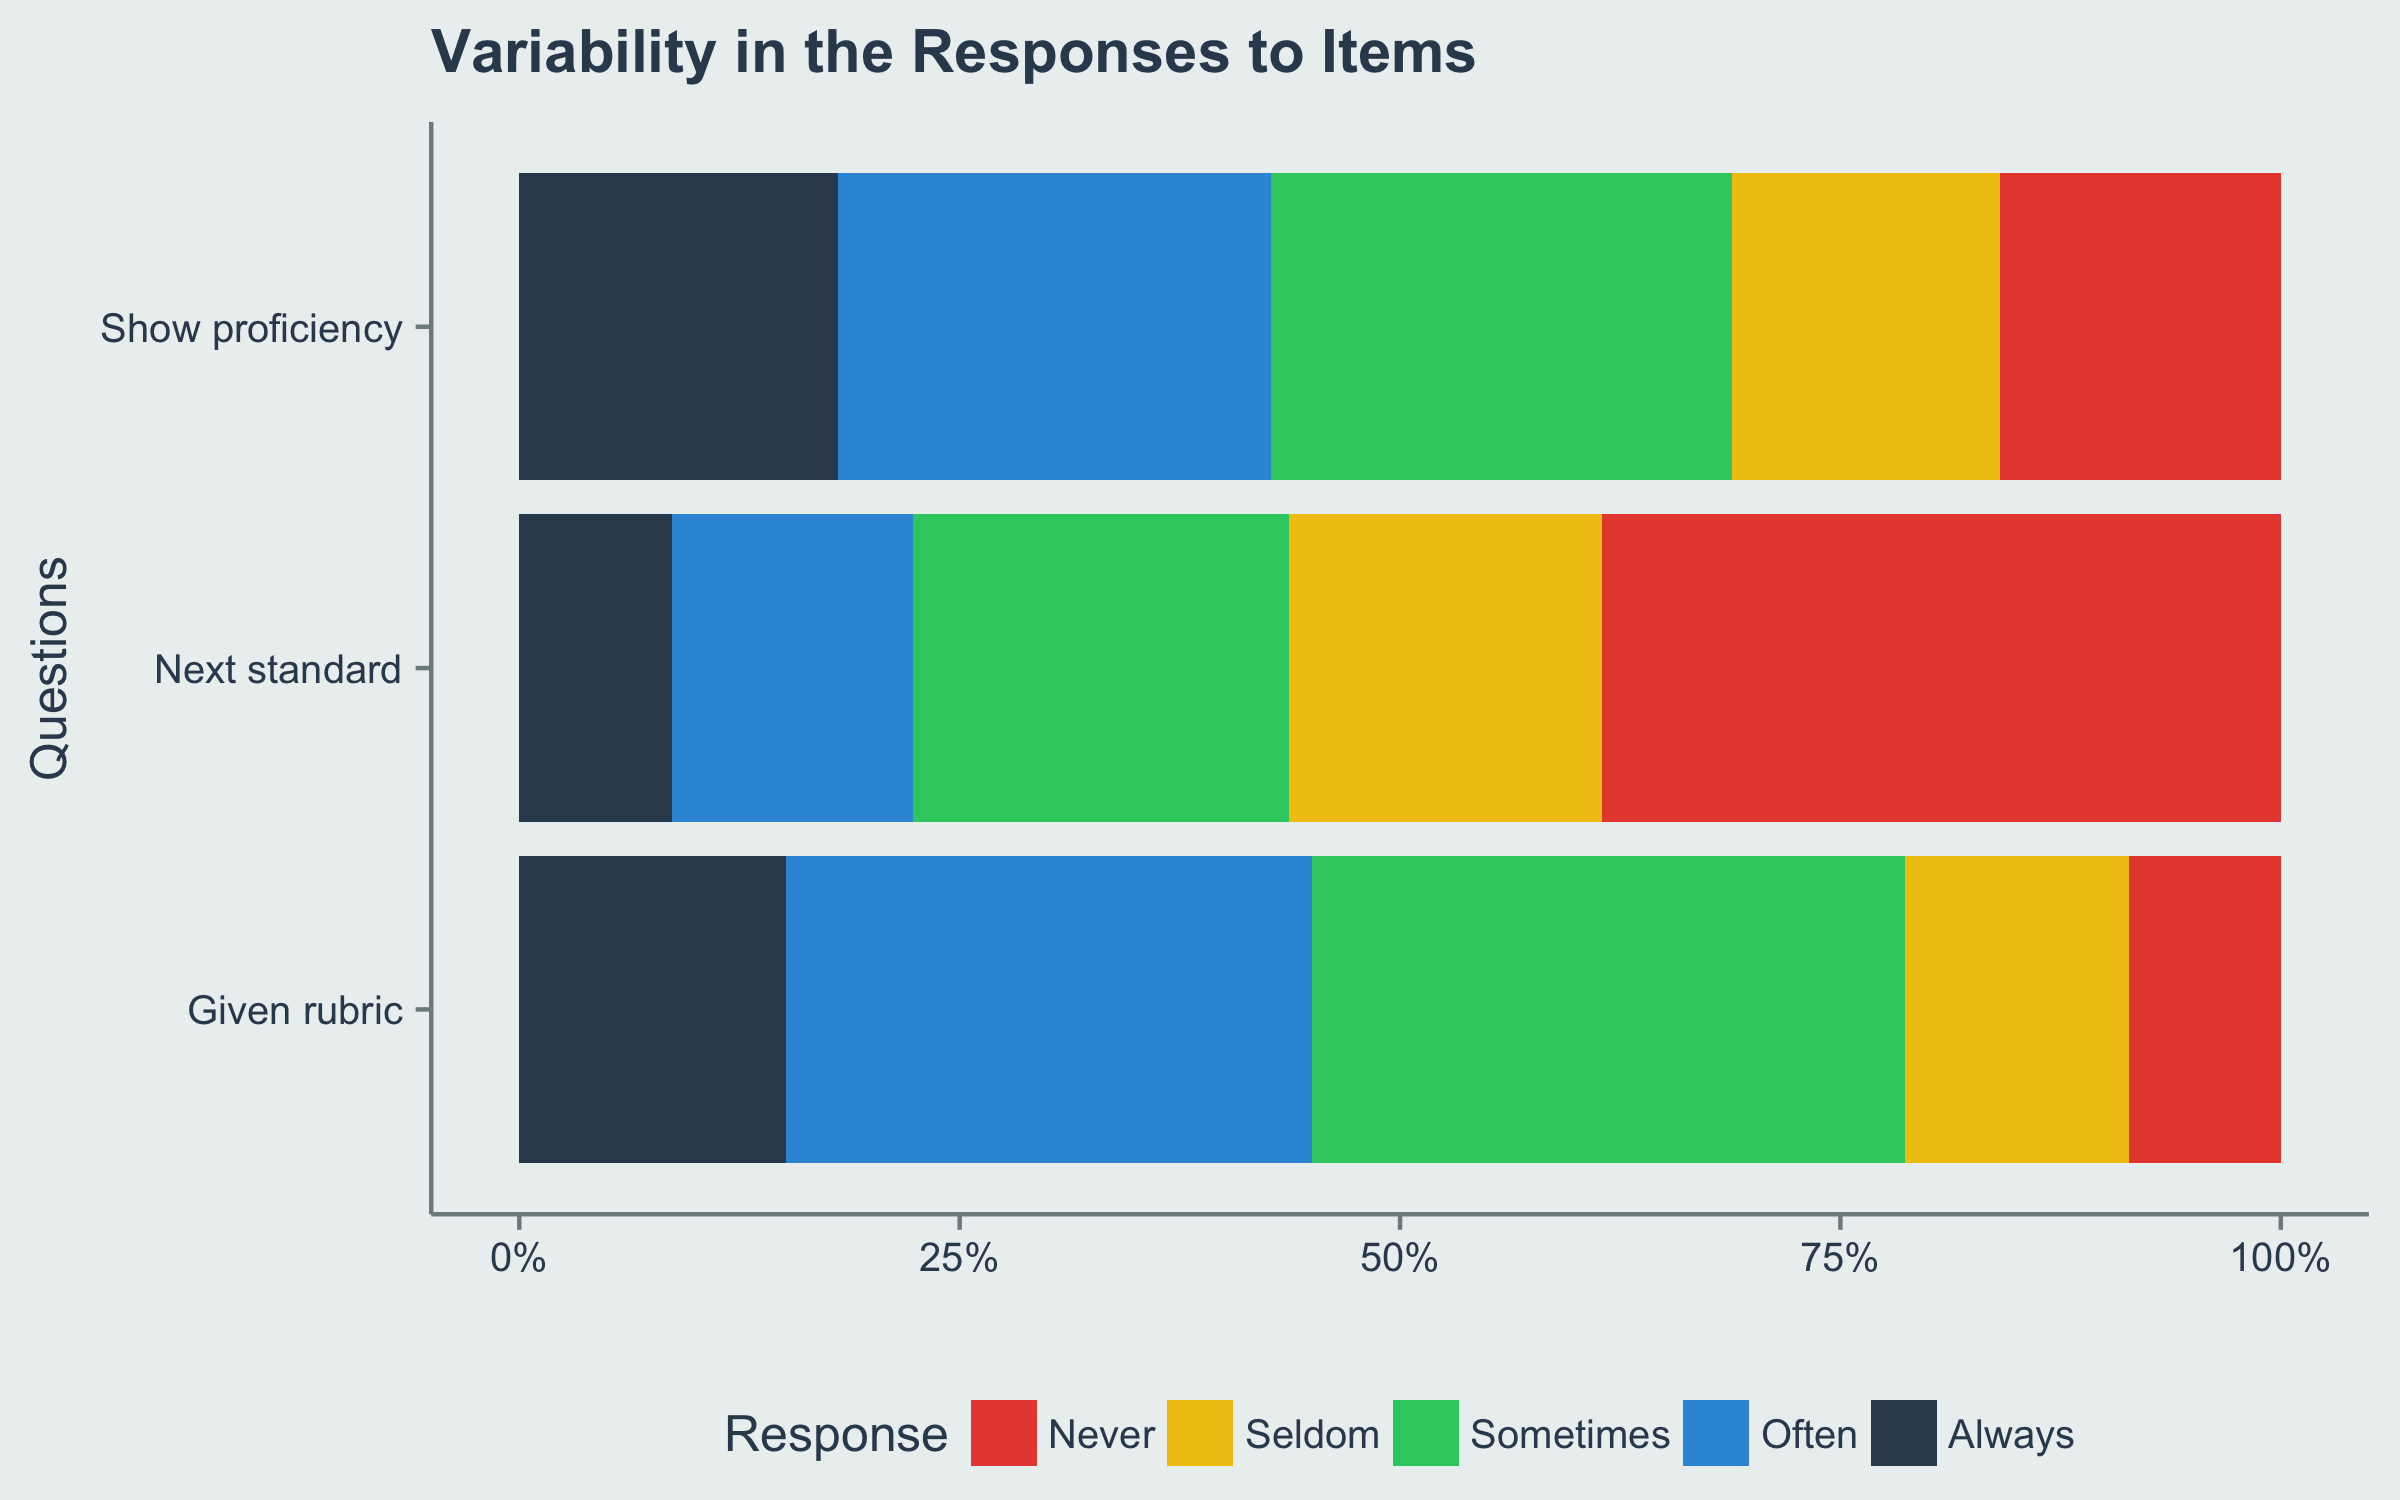 Variability in the Responses to Items
Questions
Show proficiency
Next standard
Given rubric
0% 25% 50% 75% 100%
Response Never Seldom Sometimes Often Always